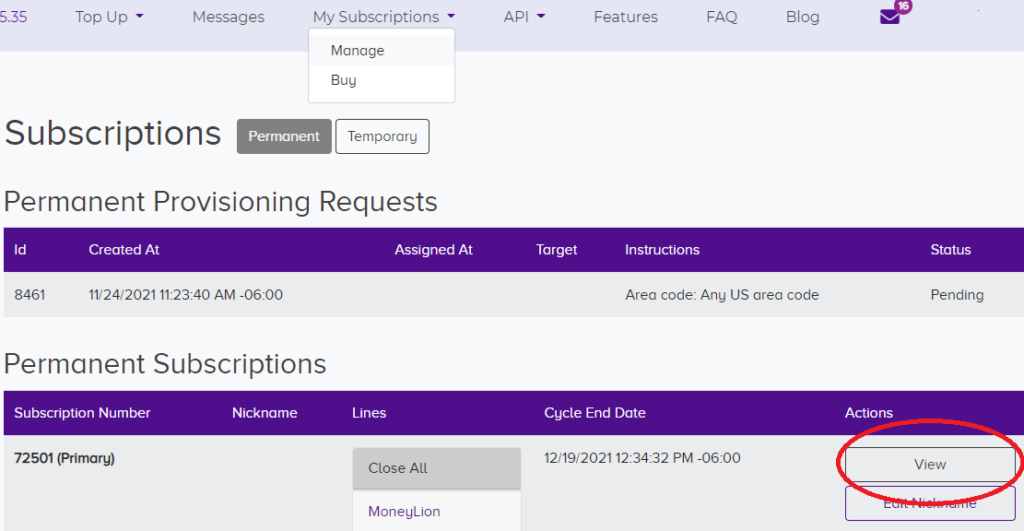 5.35 Top Up Messages My Subscriptions API Features FAQ Blog 16
Manage
Buy
Subscriptions Permanent Temporary
Permanent Provisioning Requests
Id Created At Assigned At Target Instructions Status
8461 11/24/2021 11:23:40 AM -06:00 Area code: Any US area code Pending
Permanent Subscriptions
Subscription Number Nickname Lines Cycle End Date Actions
72501 (Primary) Close All 12/19/2021 12:34:32 PM -06:00 View
MoneyLion Edit Nickname